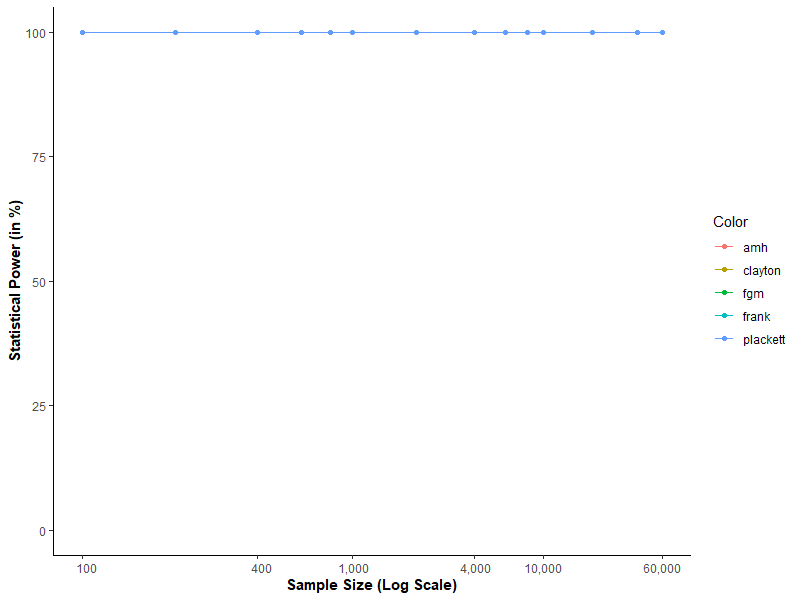 100
75
50
25
0
Statistical Power (in %)
100
400
1,000
4,000
10,000
60,000
Sample Size (Log Scale)
Color
amh
clayton
fgm
frank
plackett